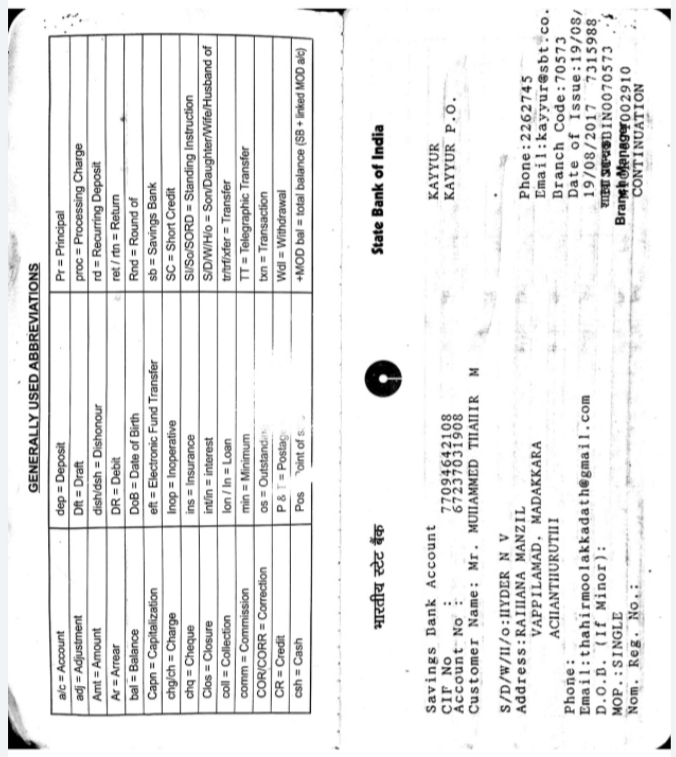 GENERALLY USED ABBREVIATIONS
a/c = Account dep = Deposit Pr = Principal
adj = Adjustment Dft = Draft proc = Processing Charge
Amt = Amount dish/dsh = Dishonour rd = Recurring Deposit
Ar = Arrear DR = Debit ret / rtn = Return
bal = Balance DoB = Date of Birth Rnd = Round of
Capn = Capitalization eft = Electronic Fund Transfer sb = Savings Bank
chg/ch = Charge Inop = Inoperative SC = Short Credit
chq = Cheque ins = Insurance SI/So/SORD = Standing Instruction
Clos = Closure int/in = Interest S/D/W/H/o = Son/Daughter/Wife/Husband of
coll = Collection lon / ln = Loan tr/trf/xfer = Transfer
comm = Commission min = Minimum TT = Telegraphic Transfer
COR/CORR = Correction os = Outstandin txn = Transaction
CR = Credit P & T = Postag Wdl = Withdrawal
csh = Cash Pos oint of s +MOD bal = total balance (SB + linked MOD a/c)
भारतीय स्टेट बैंक State Bank of India
Savings Bank Account KAYYUR
CIF No : 77094642108 KAYYUR P.O.
Account No : 67237031908
Customer Name: Mr. MUHAMMED THAHIR M
S/D/W/H/o:HYDER N V Phone:2262745
Address:RAIHANA MANZIL Email:kayyur@sbt.co.
VAPPILAMAD, MADAKKARA Branch Code:70573
ACHANTHURUTHI Date of Issue:19/08/
Phone: 19/08/2017 7315988
Email:thahirmoolakkadath@gmail.com
D.O.B. (If Minor): Branch Manager 002910
MOP.:SINGLE CONTINUATION
Nom. Reg. No.: